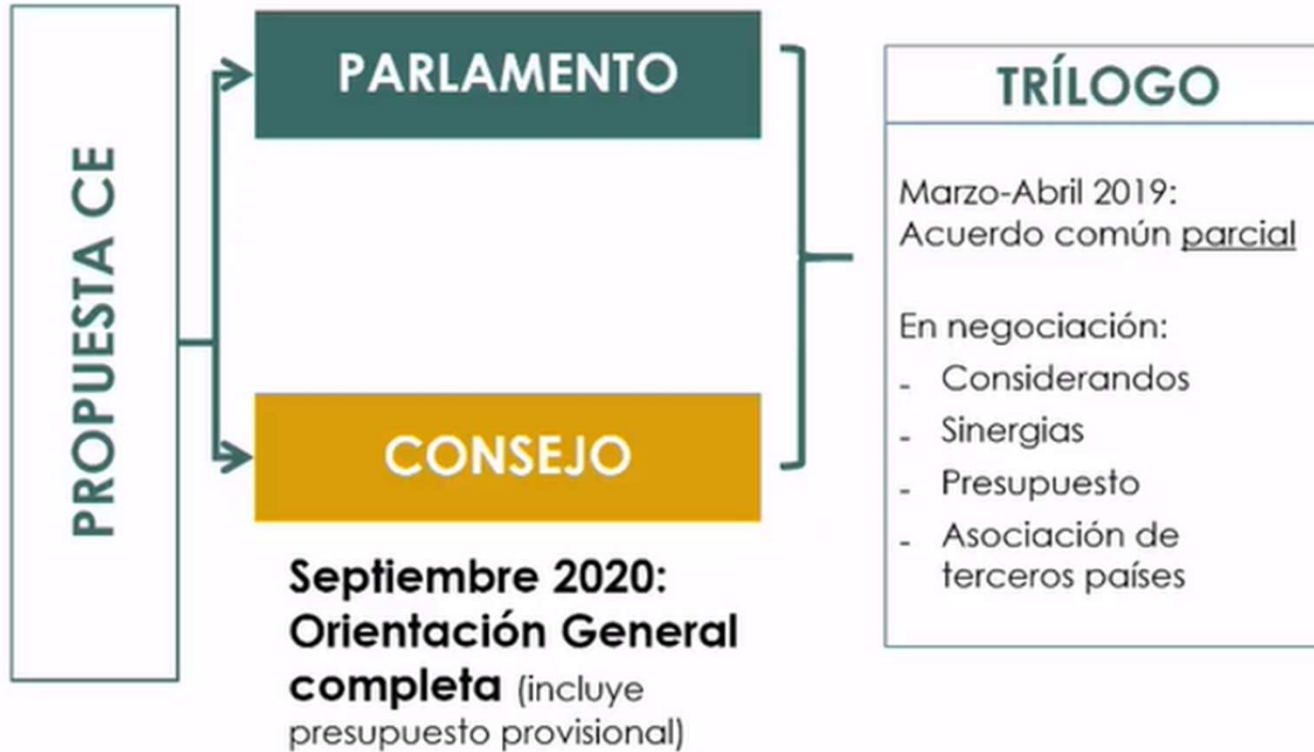 PROPUESTA CE
PARLAMENTO
CONSEJO
Septiembre 2020:
Orientación General
completa (incluye
presupuesto provisional)
TRÍLOGO
Marzo-Abril 2019:
Acuerdo común parcial
En negociación:
- Considerandos
- Sinergias
- Presupuesto
- Asociación de
terceros países